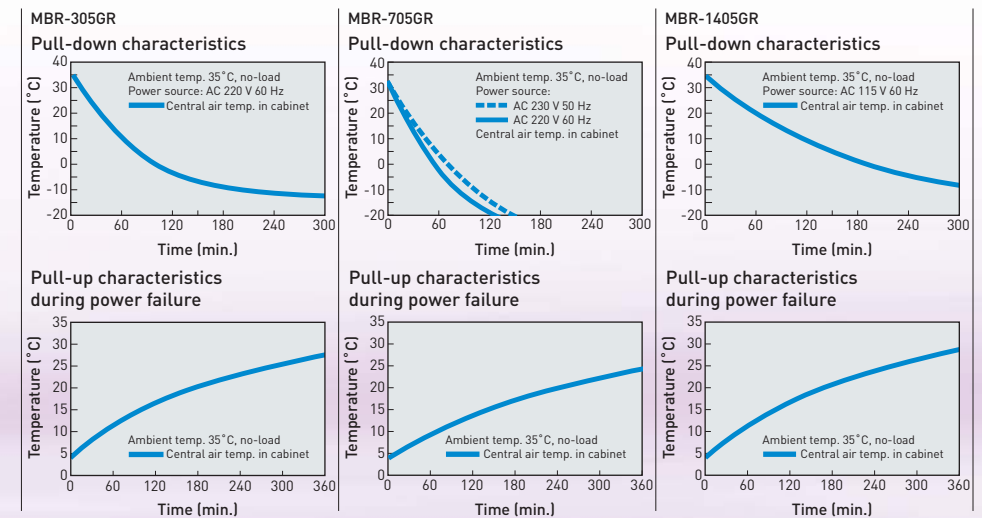 MBR-305GR
Pull-down characteristics
Temperature (˚C)
40
30
20
10
0
-10
-20
Ambient temp. 35˚C, no-load
Power source: AC 220 V 60 Hz
Central air temp. in cabinet
0 60 120 180 240 300
Time (min.)
Pull-up characteristics
during power failure
Temperature (˚C)
35
30
25
20
15
10
5
0
Ambient temp. 35˚C, no-load
Central air temp. in cabinet
0 60 120 180 240 300 360
Time (min.)
MBR-705GR
Pull-down characteristics
Temperature (˚C)
40
30
20
10
0
-10
-20
Ambient temp. 35˚C, no-load
Power source:
AC 230 V 50 Hz
AC 220 V 60 Hz
Central air temp. in cabinet
0 60 120 180 240 300
Time (min.)
Pull-up characteristics
during power failure
Temperature (˚C)
35
30
25
20
15
10
5
0
Ambient temp. 35˚C, no-load
Central air temp. in cabinet
0 60 120 180 240 300 360
Time (min.)
MBR-1405GR
Pull-down characteristics
Temperature (˚C)
40
30
20
10
0
-10
-20
Ambient temp. 35˚C, no-load
Power source: AC 115 V 60 Hz
Central air temp. in cabinet
0 60 120 180 240 300
Time (min.)
Pull-up characteristics
during power failure
Temperature (˚C)
35
30
25
20
15
10
5
0
Ambient temp. 35˚C, no-load
Central air temp. in cabinet
0 60 120 180 240 300 360
Time (min.)